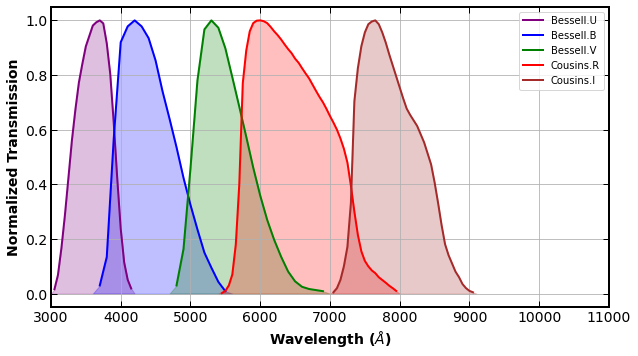 Normalized Transmission
1.0
0.8
0.6
0.4
0.2
0.0
3000 4000 5000 6000 7000 8000 9000 10000 11000
Wavelength (Å)
Bessell.U
Bessell.B
Bessell.V
Cousins.R
Cousins.I